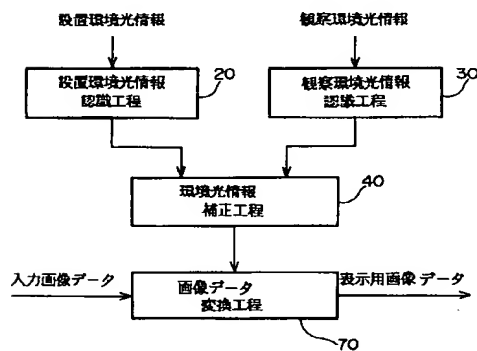 設置環境光情報
観察環境光情報
設置環境光情報
認識工程
20
観察環境光情報
認識工程
30
環境光情報
補正工程
40
入力画像データ
画像データ
変換工程
表示用画像データ
70